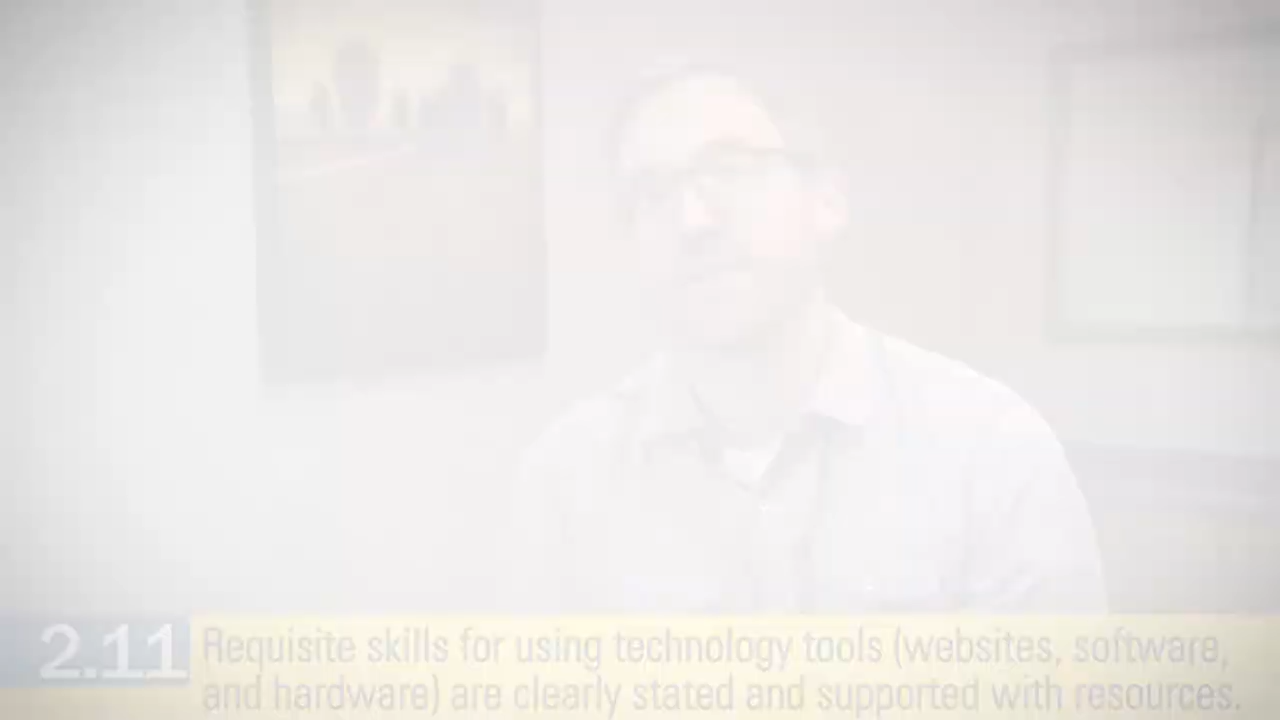 2.11 Requisite skills for using technology tools (websites, software,
and hardware) are clearly stated and supported with resources.